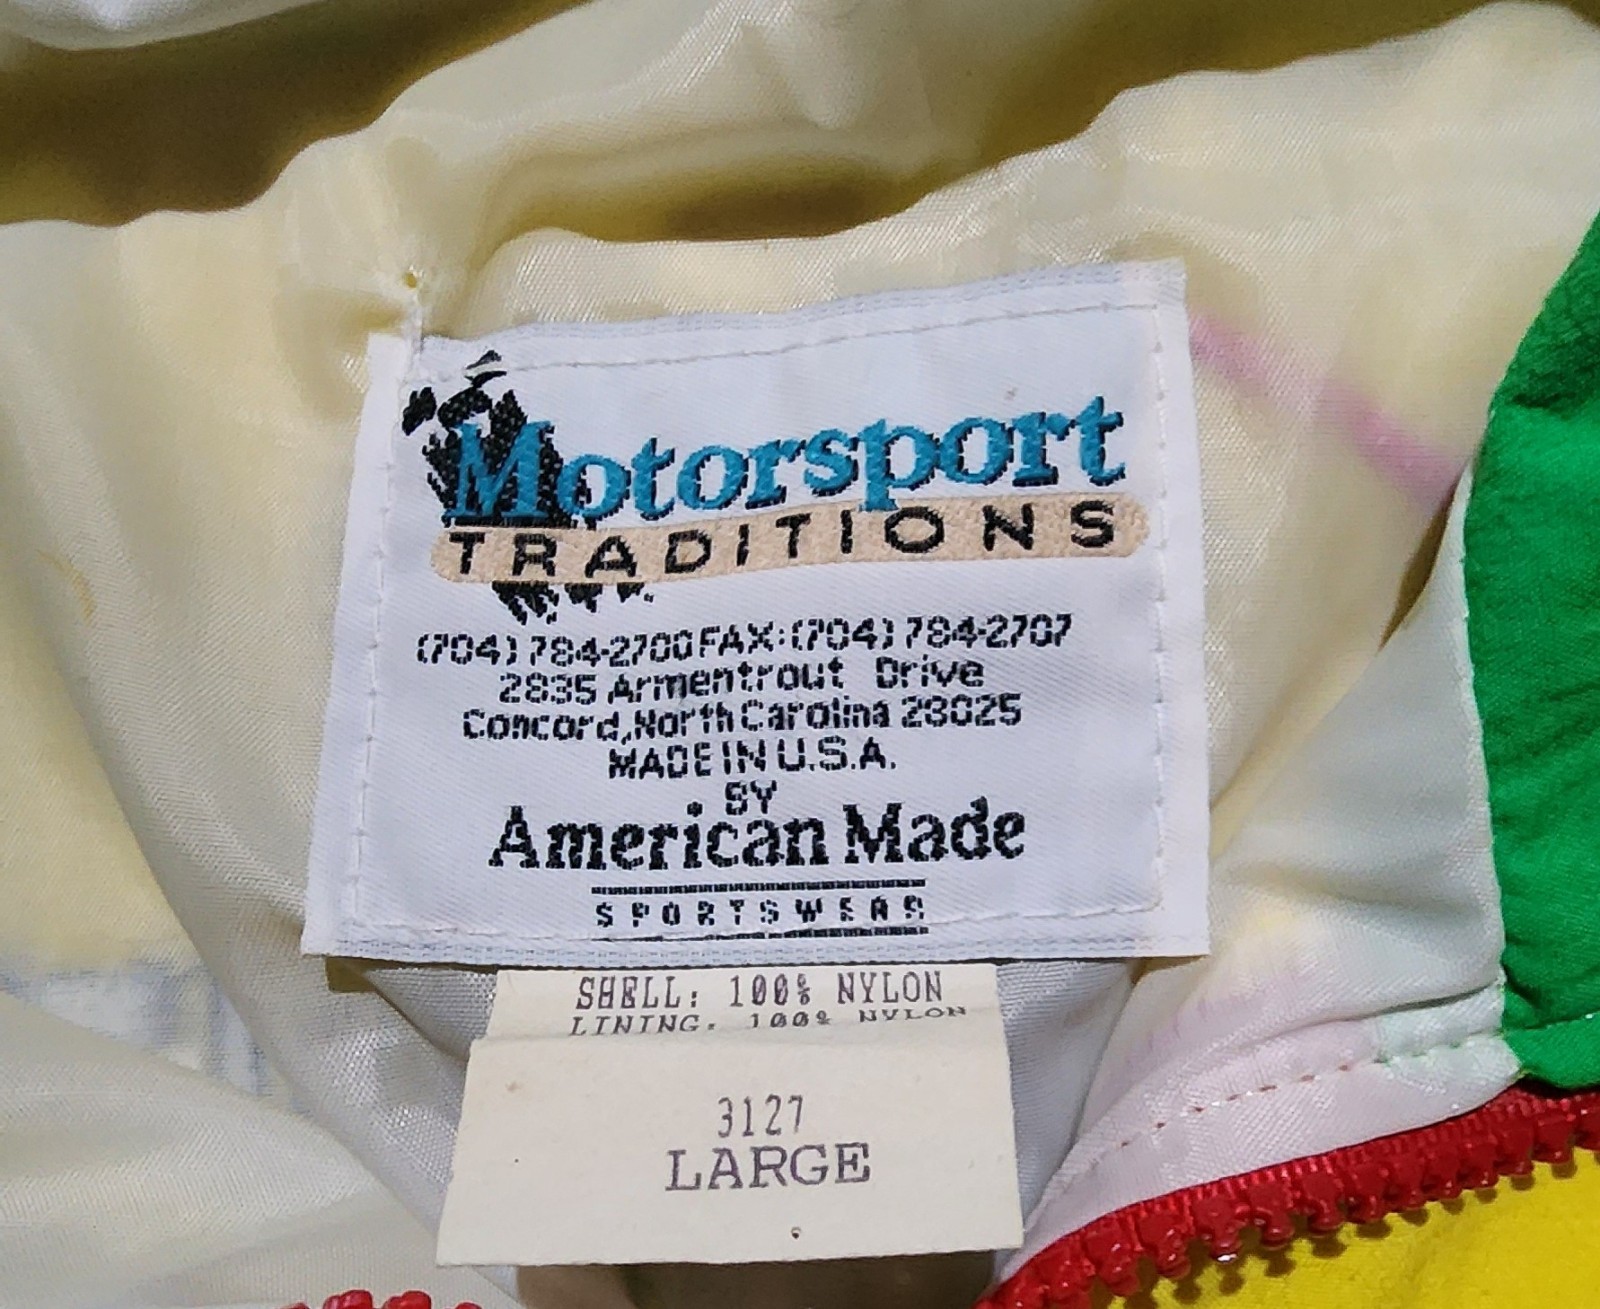 Motorsport
TRADITIONS
(704) 784-2700 FAX: (704) 784-2707
2835 Armentrout Drive
Concord, North Carolina 28025
MADE IN U.S.A.
BY
American Made
SPORTSWEAR
SHELL: 100% NYLON
LINING: 100% NYLON
3127
LARGE